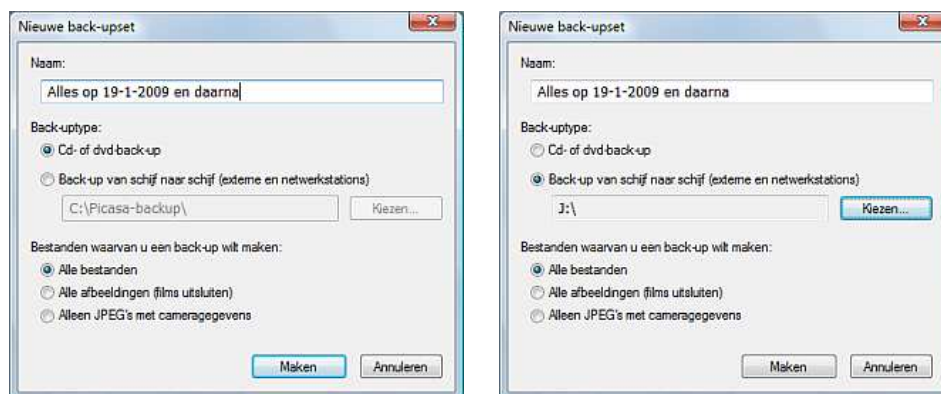 Nieuwe back-upset
Naam:
Alles op 19-1-2009 en daarna
Back-uptype:
Cd- of dvd-back-up
Back-up van schijf naar schijf (externe en netwerkstations)
C:\Picasa-backup\
Kiezen...
Bestanden waarvan u een back-up wilt maken:
Alle bestanden
Alle afbeeldingen (films uitsluiten)
Alleen JPEG's met cameragegevens
Maken
Annuleren
Nieuwe back-upset
Naam:
Alles op 19-1-2009 en daarna
Back-uptype:
Cd- of dvd-back-up
Back-up van schijf naar schijf (externe en netwerkstations)
J:\
Kiezen...
Bestanden waarvan u een back-up wilt maken:
Alle bestanden
Alle afbeeldingen (films uitsluiten)
Alleen JPEG's met cameragegevens
Maken
Annuleren